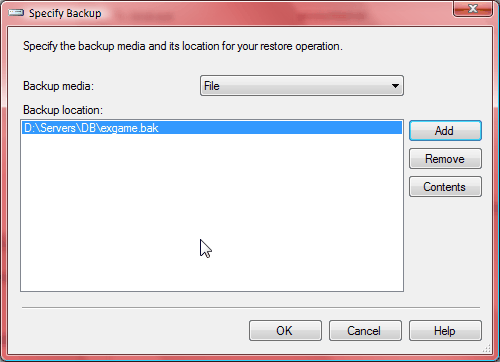 Specify Backup
Specify the backup media and its location for your restore operation.
Backup media:
File
Backup location:
D:\Servers\DB\exgame.bak
Add
Remove
Contents
OK
Cancel
Help